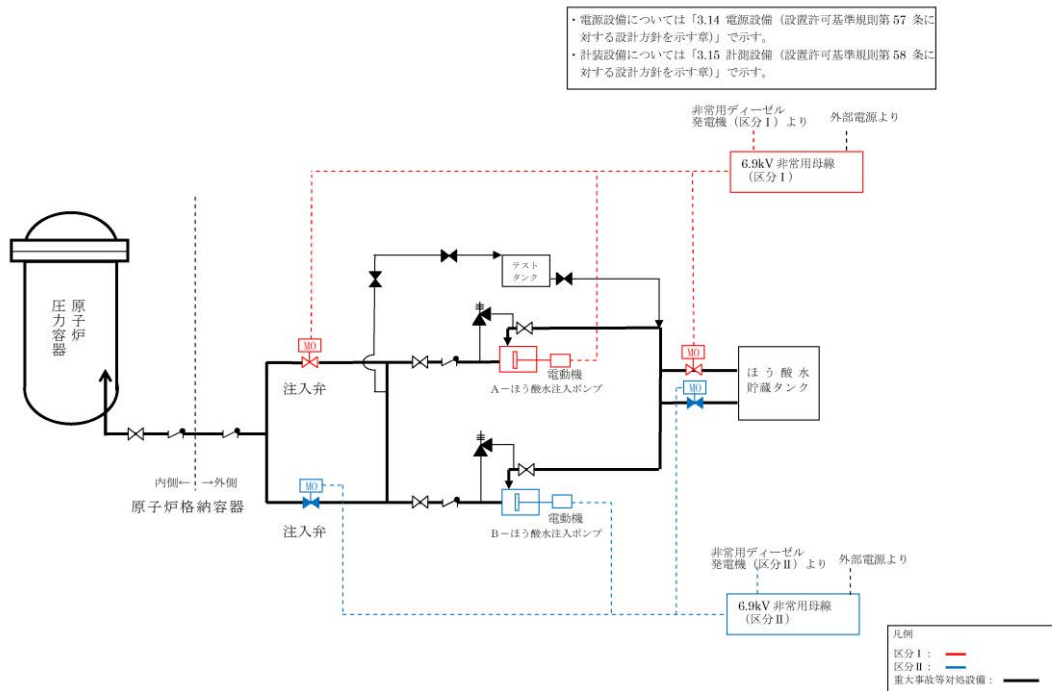 ・電源設備については「3.14 電源設備（設置許可基準規則第57 条に
対する設計方針を示す章）」で示す。
・計装設備については「3.15 計測設備（設置許可基準規則第58 条に
対する設計方針を示す章）」で示す。
非常用ディーゼル
発電機（区分Ⅰ）より
外部電源より
6.9kV 非常用母線
（区分Ⅰ）
テスト
タンク
原子炉
圧力容器
MO
MO
MO
電動機
A－ほう酸水注入ポンプ
注入弁
ほう酸水
貯蔵タンク
内側←
→外側
原子炉格納容器
MO
注入弁
電動機
B－ほう酸水注入ポンプ
非常用ディーゼル
発電機（区分Ⅱ）より
外部電源より
6.9kV 非常用母線
（区分Ⅱ）
凡例
区分Ⅰ：
区分Ⅱ：
重大事故等対処設備：